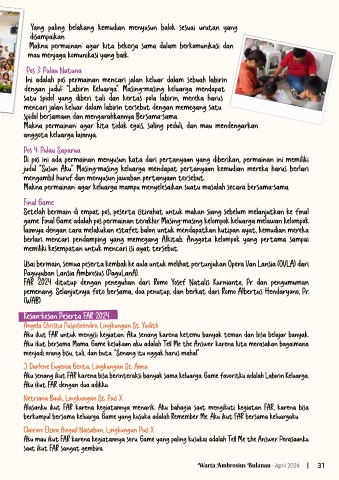 Yang paling belakang kemudian menyusun balok sesuai urutan yang
disampaikan.
Makna permainan: agar kita bekerja sama dalam berkomunikasi dan
mau menjaga komunikasi yang baik.
Pos 3 Pulau Natuna
Ini adalah pos permainan mencari jalan keluar dalam sebuah labirin
dengan judul "Labirin Keluarga". Masing-masing keluarga mendapat
satu spidol yang diberi tali dan kertas pola labirin, mereka harus
mencari jalan keluar dalam labirin tersebut dengan memegang satu
spidol bersamaan dan mengarahkannya Bersama-sama.
Makna permainan: agar kita tidak egois, saling peduli, dan mau mendengarkan
anggota keluarga lainnya.
Pos 4 Pulau Saparua
Di pos ini ada permainan menyusun kata dari pertanyaan yang diberikan, permainan ini memiliki
judul "Susun Aku". Masing-masing keluarga mendapat pertanyaan kemudian mereka harus berlari
mengambil huruf dan menyusun jawaban pertanyaan tersebut.
Makna permainan: agar keluarga mampu menyelesaikan suatu masalah secara bersama-sama.
Final Game
Setelah bermain di empat pos, peserta istirahat untuk makan siang sebelum melanjutkan ke final
game. Final Game adalah pos permainan terakhir. Masing-masing kelompok keluarga melawan kelompok
lainnya dengan cara melakukan estafet balon untuk mendapatkan kutipan ayat, kemudian mereka
berlari mencari pendamping yang memegang Alkitab. Anggota kelompok yang pertama sampai
memiliki kesempatan untuk mencari isi ayat tersebut.
Usai bermain, semua peserta kembali ke aula untuk melihat pertunjukan Opera Van Lansia (OVLA) dari
Paguyuban Lansia Ambrosius (PaguLanA).
FAR 2024 ditutup dengan peneguhan dari Romo Yosef Natalis Kurnianto, Pr. dan pengumuman
pemenang. Selanjutnya foto bersama, doa penutup, dan berkat dari Romo Albertus Hendaryono, Pr.
(WAB)
Kesan-kesan Peserta FAR 2024
Angela Christa Puspoisendra, Lingkungan St. Yudith
Aku ikut FAR untuk mengisi kegiatan. Aku senang karena ketemu banyak teman dan bisa belajar banyak.
Aku ikut bersama Mama. Game kesukaan aku adalah Tell Me the Answer karena kita merasakan bagaimana
menjadi orang bisu, tuli, dan buta. "Senang itu nggak harus mahal"
J. Darlene Eugenia Genta, Lingkungan St. Anna
Aku senang ikut FAR karena bisa berinteraksi banyak sama keluarga. Game favoritku adalah Labirin Keluarga.
Aku ikut FAR dengan dua adikku.
Netriana Bauk, Lingkungan St. Pius X
Alasanku ikut FAR karena kegiatannya menarik. Aku bahagia saat mengikuti kegiatan FAR, karena bisa
berkumpul bersama keluarga. Game yang kusuka adalah Remember Me. Aku ikut FAR bersama keluargaku.
Clairine Elora Avigail Naisaban, Lingkungan Pius X
Aku mau ikut FAR karena kegiatannya seru. Game yang paling kusukai adalah Tell Me the Answer. Perasaanku
saat ikut FAR sangat gembira.
Warta Ambrosius Bulanan · April 2024 | 31